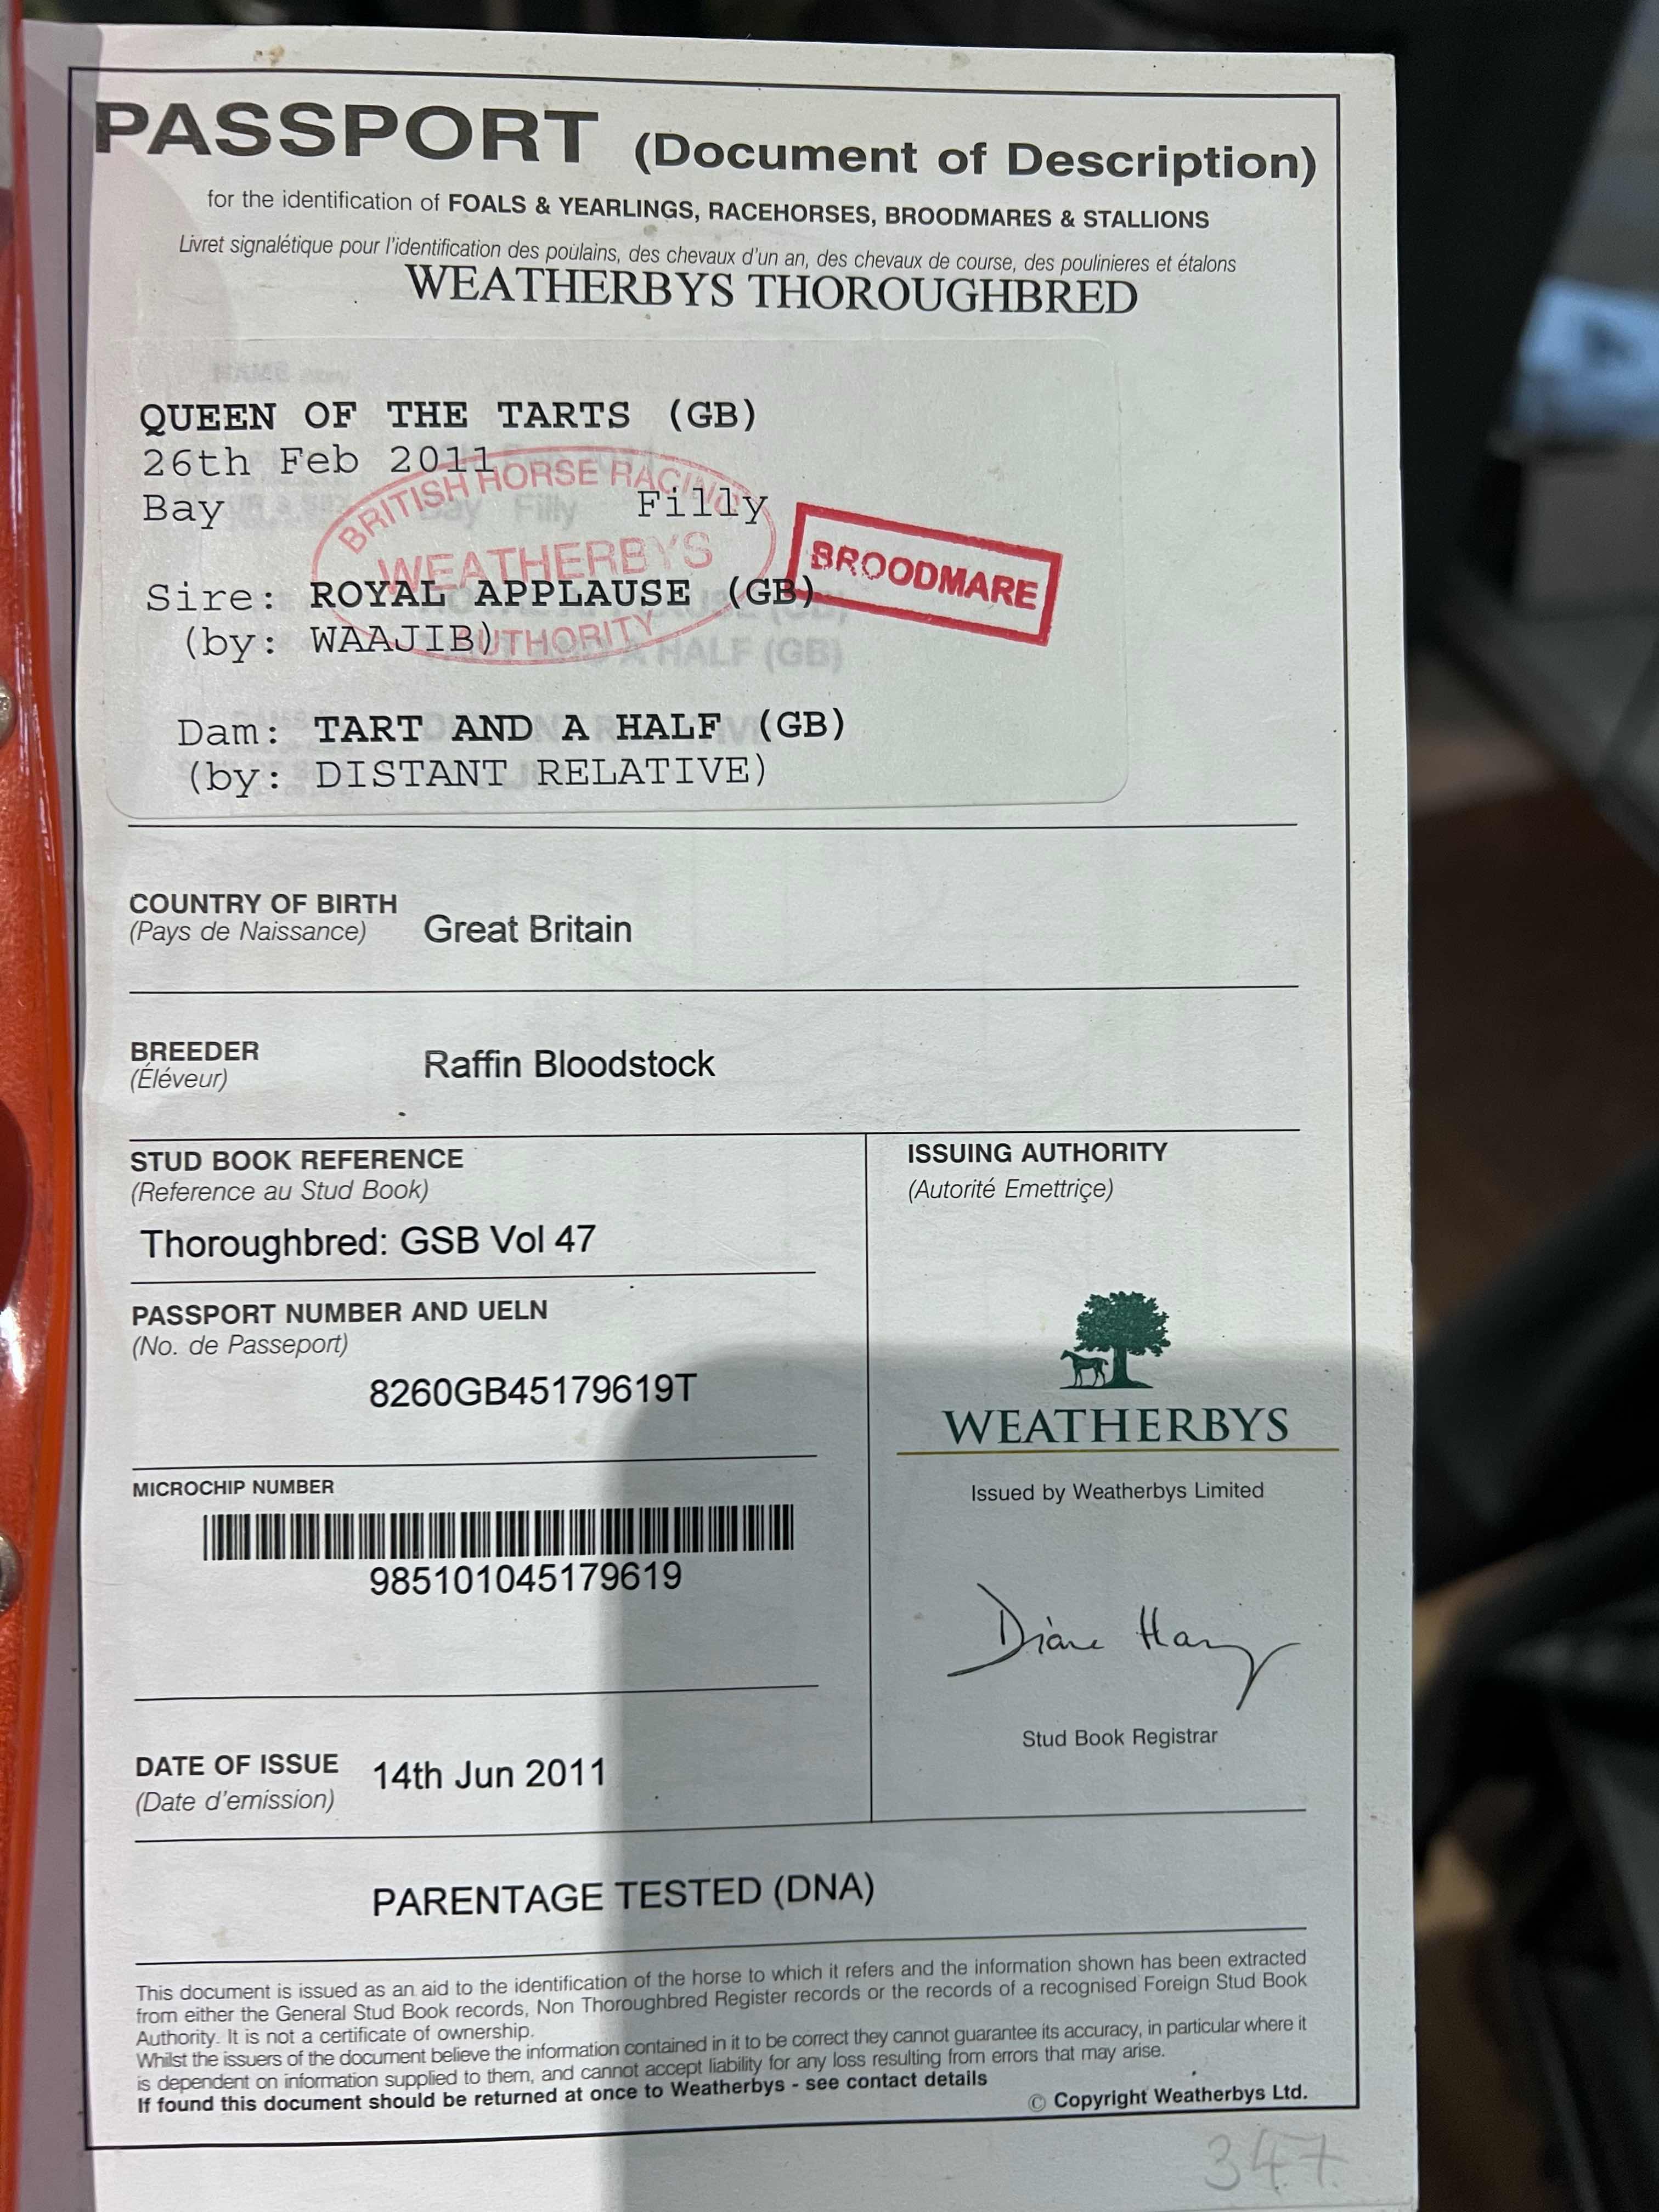 PASSPORT (Document of Description)
for the identification of FOALS & YEARLINGS, RACEHORSES, BROODMARES & STALLIONS
Livret signalétique pour l'identification des poulains, des chevaux d'un an, des chevaux de course, des poulinieres et étalons
WEATHERBYS THOROUGHBRED
NAME
QUEEN OF THE TARTS (GB)
26th Feb 2011
Bay Filly
BRITISH HORSE RACING
WEATHERBYS
AUTHORITY
BROODMARE
Sire: ROYAL APPLAUSE (GB)
(by: WAAJIB)
A HALF (GB)
Dam: TART AND A HALF (GB)
(by: DISTANT RELATIVE)
COUNTRY OF BIRTH
(Pays de Naissance)
Great Britain
BREEDER
(Éléveur)
Raffin Bloodstock
STUD BOOK REFERENCE
(Reference au Stud Book)
Thoroughbred: GSB Vol 47
PASSPORT NUMBER AND UELN
(No. de Passeport)
8260GB45179619T
MICROCHIP NUMBER
985101045179619
DATE OF ISSUE
(Date d'emission)
14th Jun 2011
ISSUING AUTHORITY
(Autorité Emettriçe)
WEATHERBYS
Issued by Weatherbys Limited
Diane Han
Stud Book Registrar
PARENTAGE TESTED (DNA)
This document is issued as an aid to the identification of the horse to which it refers and the information shown has been extracted
from either the General Stud Book records, Non Thoroughbred Register records or the records of a recognised Foreign Stud Book
Authority. It is not a certificate of ownership.
Whilst the issuers of the document believe the information contained in it to be correct they cannot guarantee its accuracy, in particular where it
is dependent on information supplied to them, and cannot accept liability for any loss resulting from errors that may arise.
If found this document should be returned at once to Weatherbys - see contact details
© Copyright Weatherbys Ltd.
347